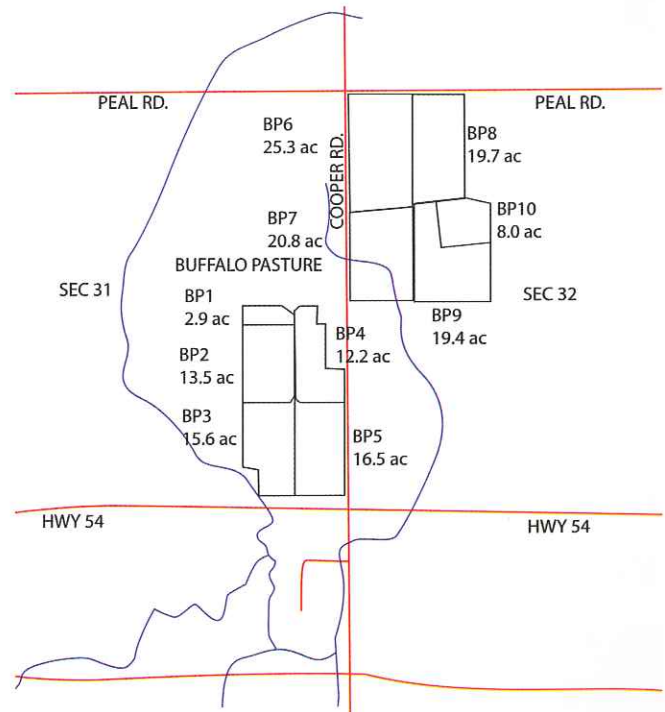 PEAL RD.
PEAL RD.
BP6
25.3 ac
COOPER RD.
BP8
19.7 ac
BP10
8.0 ac
BP7
20.8 ac
BUFFALO PASTURE
SEC 31
SEC 32
BP1
2.9 ac
BP9
19.4 ac
BP4
12.2 ac
BP2
13.5 ac
BP3
15.6 ac
BP5
16.5 ac
HWY 54
HWY 54